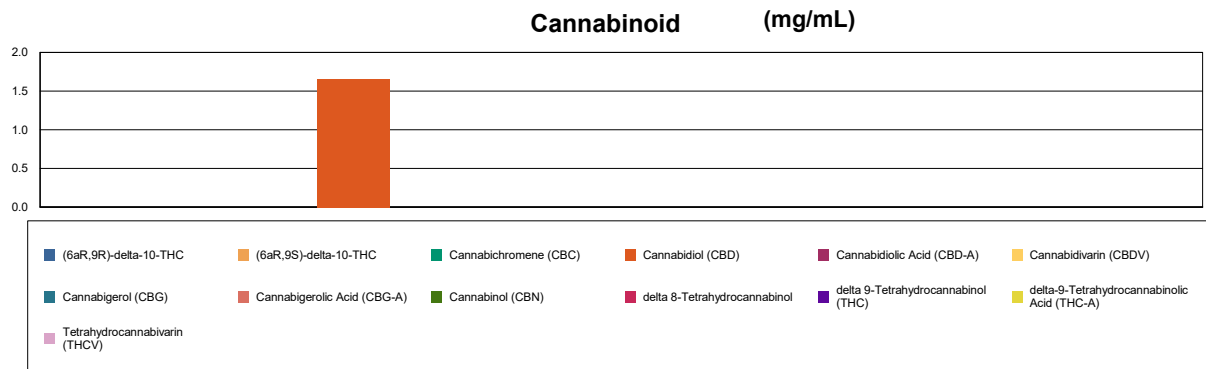 Cannabinoid (mg/mL)
2.0
1.5
1.0
0.5
0.0
(6aR,9R)-delta-10-THC
(6aR,9S)-delta-10-THC
Cannabichromene (CBC)
Cannabidiol (CBD)
Cannabidiolic Acid (CBD-A)
Cannabidivarin (CBDV)
Cannabigerol (CBG)
Cannabigerolic Acid (CBG-A)
Cannabinol (CBN)
delta 8-Tetrahydrocannabinol
delta 9-Tetrahydrocannabinol
(THC)
delta-9-Tetrahydrocannabinolic
Acid (THC-A)
Tetrahydrocannabivarin
(THCV)